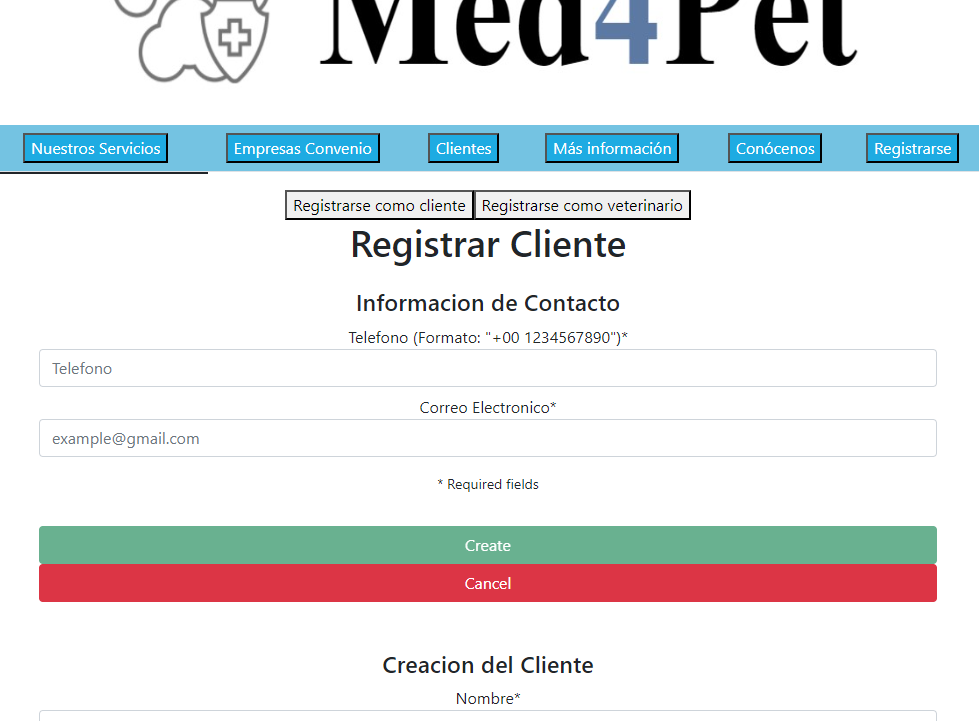 Med4Pet
Nuestros Servicios Empresas Convenio Clientes Más información Conócenos Registrarse
Registrarse como cliente Registrarse como veterinario
Registrar Cliente
Informacion de Contacto
Telefono (Formato: "+00 1234567890")*
Telefono
Correo Electronico*
example@gmail.com
* Required fields
Create
Cancel
Creacion del Cliente
Nombre*